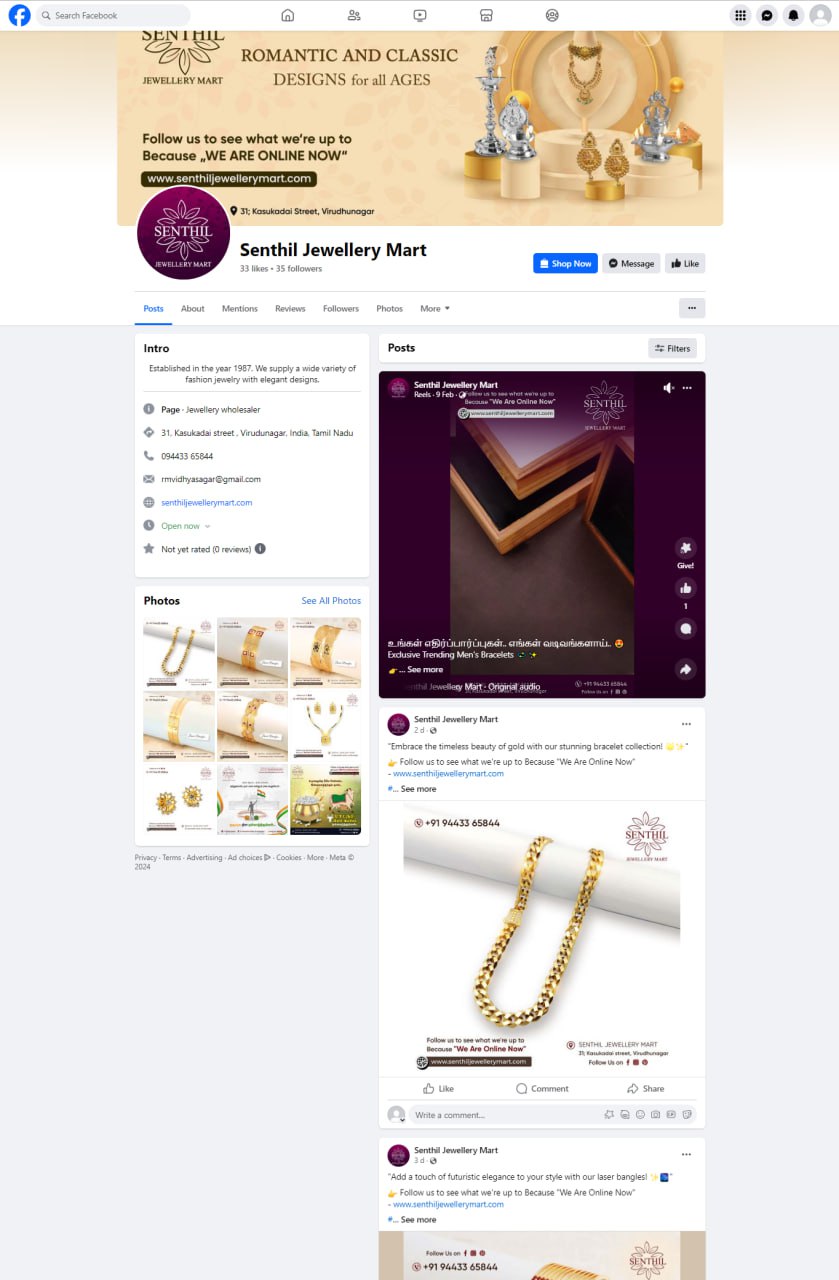 Search Facebook
SENTHIL
JEWELLERY MART
ROMANTIC AND CLASSIC
DESIGNS for all AGES
Follow us to see what we're up to
Because „WE ARE ONLINE NOW“
www.senthiljewellerymart.com
31; Kasukadai Street, Virudhunagar
SENTHIL
JEWELLERY MART
Senthil Jewellery Mart
33 likes • 35 followers
Shop Now
Message
Like
Posts
About
Mentions
Reviews
Followers
Photos
More
Intro
Established in the year 1987. We supply a wide variety of
fashion jewelry with elegant designs.
Page · Jewellery wholesaler
31, Kasukadai street , Virudunagar, India, Tamil Nadu
094433 65844
rmvidhyasagar@gmail.com
senthiljewellerymart.com
Open now
Not yet rated (0 reviews)
Photos
See All Photos
Privacy · Terms · Advertising · Ad choices · Cookies · More · Meta ©
2024
Posts
Filters
Senthil Jewellery Mart
Reels · 9 Feb ·
Follow us to see what we're up to
Because "We Are Online Now"
www.senthiljewellerymart.com
SENTHIL
JEWELLERY MART
Give!
1
உங்கள் எதிர்ப்பார்ப்புகள்.. எங்கள் வடிவங்களாய்.. 😍
Exclusive Trending Men's Bracelets
👉 ... See more
Senthil Jewellery Mart · Original audio
+91 94433 65844
Follow Us on
Senthil Jewellery Mart
2 d ·
"Embrace the timeless beauty of gold with our stunning bracelet collection! 🌟✨"
👉 Follow us to see what we're up to Because "We Are Online Now"
- www.senthiljewellerymart.com
#... See more
+91 94433 65844
SENTHIL
JEWELLERY MART
Follow us to see what we're up to
Because "We Are Online Now"
www.senthiljewellerymart.com
SENTHIL JEWELLERY MART
31; Kasukadai street, Virudhunagar
Follow Us on
Like
Comment
Share
Write a comment...
Senthil Jewellery Mart
3 d ·
"Add a touch of futuristic elegance to your style with our laser bangles! ✨🌌"
👉 Follow us to see what we're up to Because "We Are Online Now"
- www.senthiljewellerymart.com
#... See more
Follow Us on
+91 94433 65844
SENTHIL
JEWELLERY MART